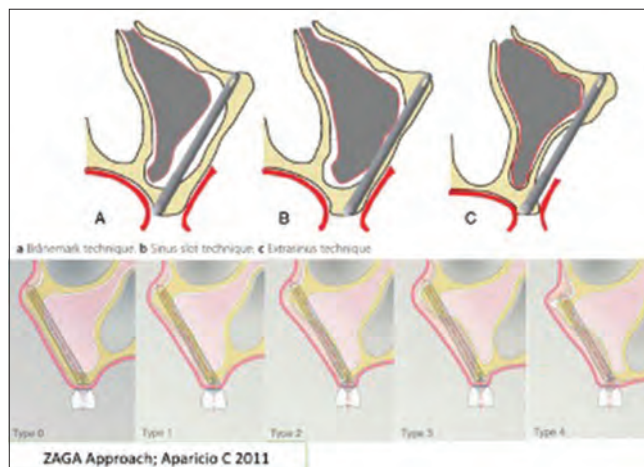 A
B
C
a Brånemark technique, b Sinus slot technique, c Extrasinus technique
Type 0
Type 1
Type 2
Type 3
Type 4
ZAGA Approach; Aparicio C 2011